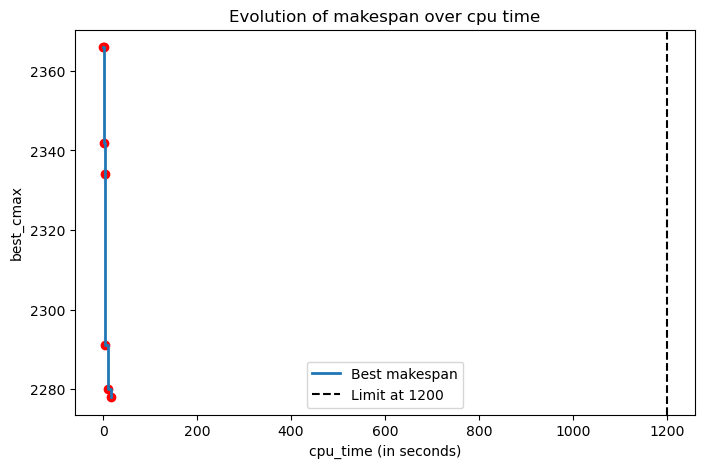 Evolution of makespan over cpu time
best_cmax
2360
2340
2320
2300
2280
0
200
400
600
800
1000
1200
cpu_time (in seconds)
Best makespan
Limit at 1200